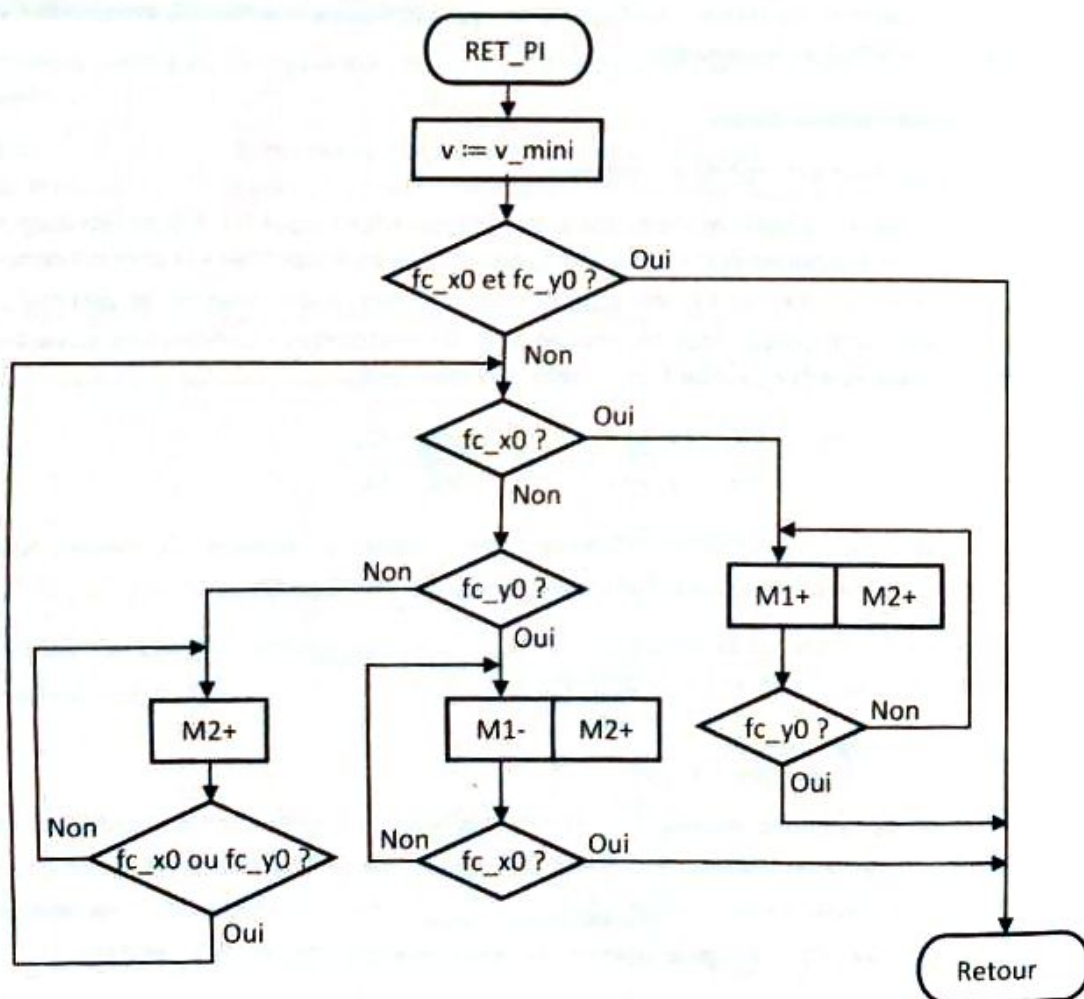 RET_PI
v := v_mini
fc_x0 et fc_y0 ?
Oui
Non
fc_x0 ?
Oui
Non
fc_y0 ?
Non
Oui
M1+ M2+
fc_y0 ?
Non
Oui
M2+
fc_x0 ou fc_y0 ?
Non
Oui
M1- M2+
fc_x0 ?
Non
Oui
Retour